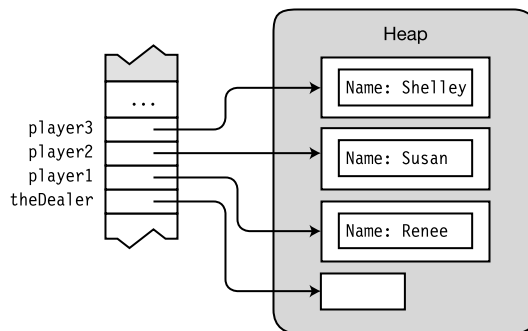 Heap
Name: Shelley
...
player3
player2
Name: Susan
player1
theDealer
Name: Renee